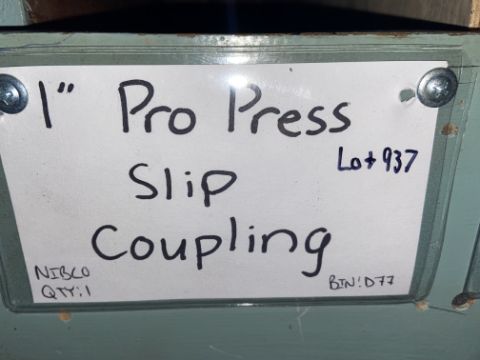 1" Pro Press
Lot 937
Slip
Coupling
NIBCO
QTY:1
BIN:D77